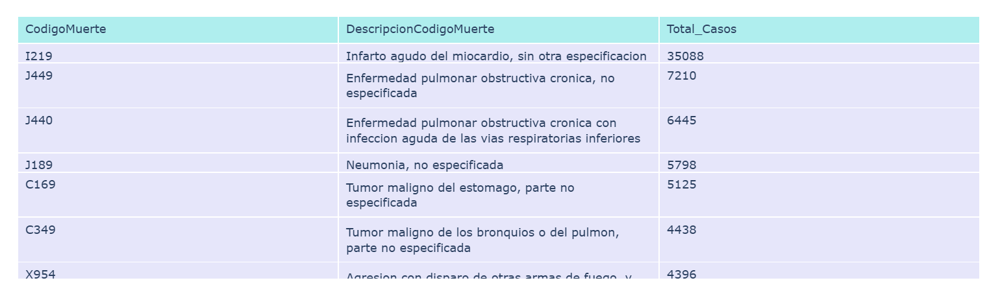 CodigoMuerte DescripcionCodigoMuerte Total_Casos
I219 Infarto agudo del miocardio, sin otra especificacion 35088
J449 Enfermedad pulmonar obstructiva cronica, no 7210
especificada
J440 Enfermedad pulmonar obstructiva cronica con 6445
infeccion aguda de las vias respiratorias inferiores
J189 Neumonia, no especificada 5798
C169 Tumor maligno del estomago, parte no 5125
especificada
C349 Tumor maligno de los bronquios o del pulmon, 4438
parte no especificada
X954 Agresion con disparo de otras armas de fuego, y 4396